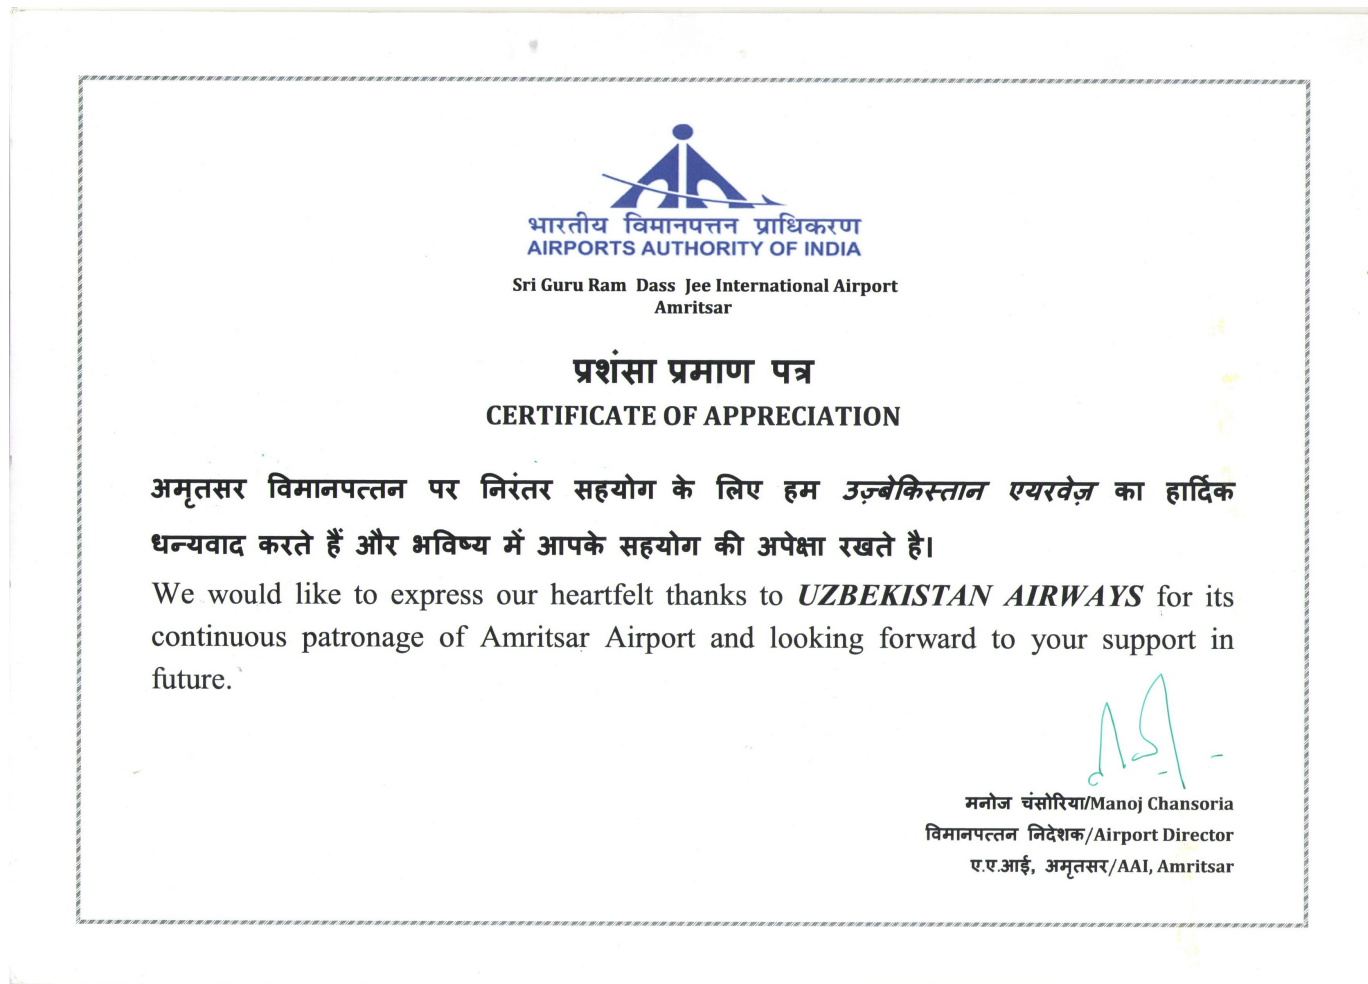 भारतीय विमानपत्तन प्राधिकरण
AIRPORTS AUTHORITY OF INDIA
Sri Guru Ram Dass Jee International Airport
Amritsar
प्रशंसा प्रमाण पत्र
CERTIFICATE OF APPRECIATION
अमृतसर विमानपत्तन पर निरंतर सहयोग के लिए हम उज़्बेकिस्तान एयरवेज़ का हार्दिक
धन्यवाद करते हैं और भविष्य में आपके सहयोग की अपेक्षा रखते है।
We would like to express our heartfelt thanks to UZBEKISTAN AIRWAYS for its
continuous patronage of Amritsar Airport and looking forward to your support in
future.
मनोज चंसोरिया/Manoj Chansoria
विमानपत्तन निदेशक/Airport Director
ए.ए.आई, अमृतसर/AAI, Amritsar